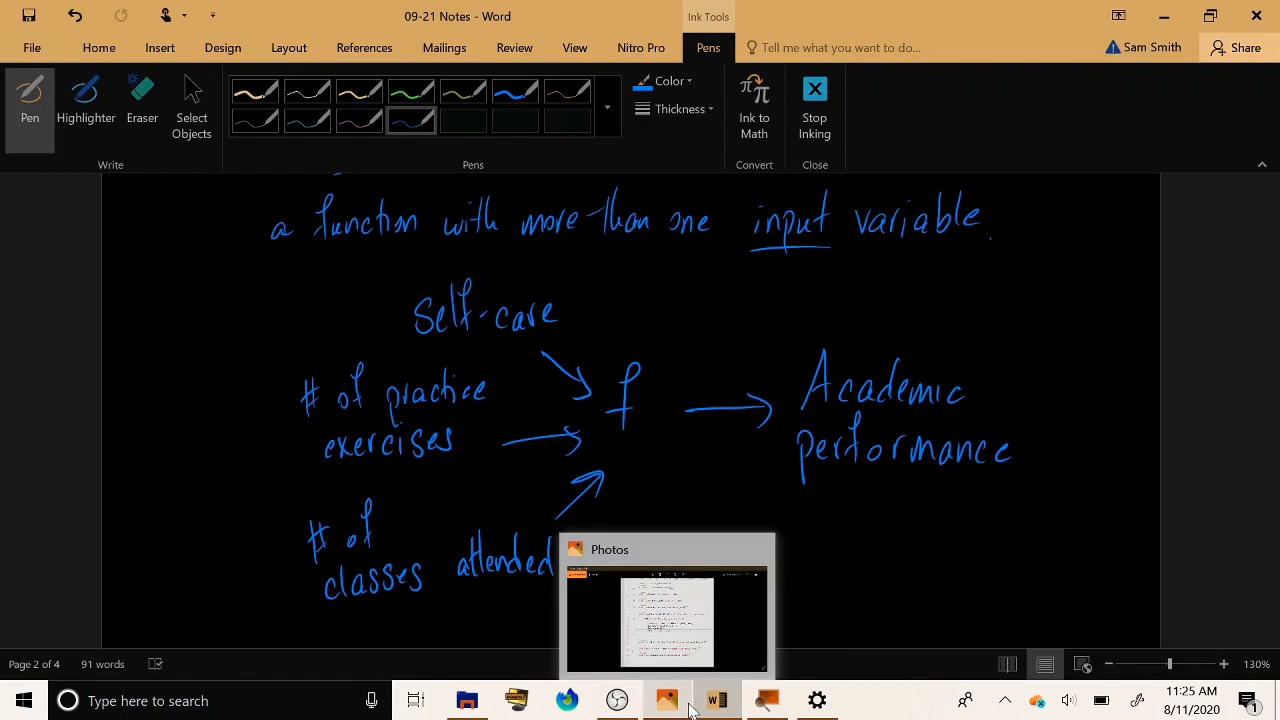 09-21 Notes - Word
Ink Tools
File
Home
Insert
Design
Layout
References
Mailings
Review
View
Nitro Pro
Pens
Tell me what you want to do...
Sam Smith
Share
Pen
Highlighter
Eraser
Select
Objects
Color
Thickness
Ink to
Math
Stop
Inking
Write
Pens
Convert
Close
a function with more than one input variable.
Self-care
# of practice
exercises
f
Academic
performance
# of
classes attended
Photos
Page 2 of 4
91 words
130%
Type here to search
11:25 AM
8/11/2020
1